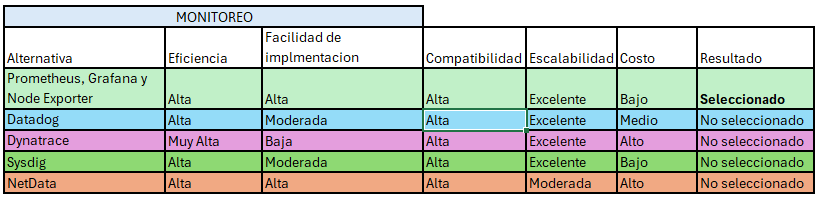 MONITOREO
Alternativa Eficiencia Facilidad de implmentacion Compatibilidad Escalabilidad Costo Resultado
Prometheus, Grafana y Node Exporter Alta Alta Alta Excelente Bajo Seleccionado
Datadog Alta Moderada Alta Excelente Medio No seleccionado
Dynatrace Muy Alta Baja Alta Excelente Alto No seleccionado
Sysdig Alta Moderada Alta Excelente Bajo No seleccionado
NetData Alta Alta Alta Moderada Alto No seleccionado